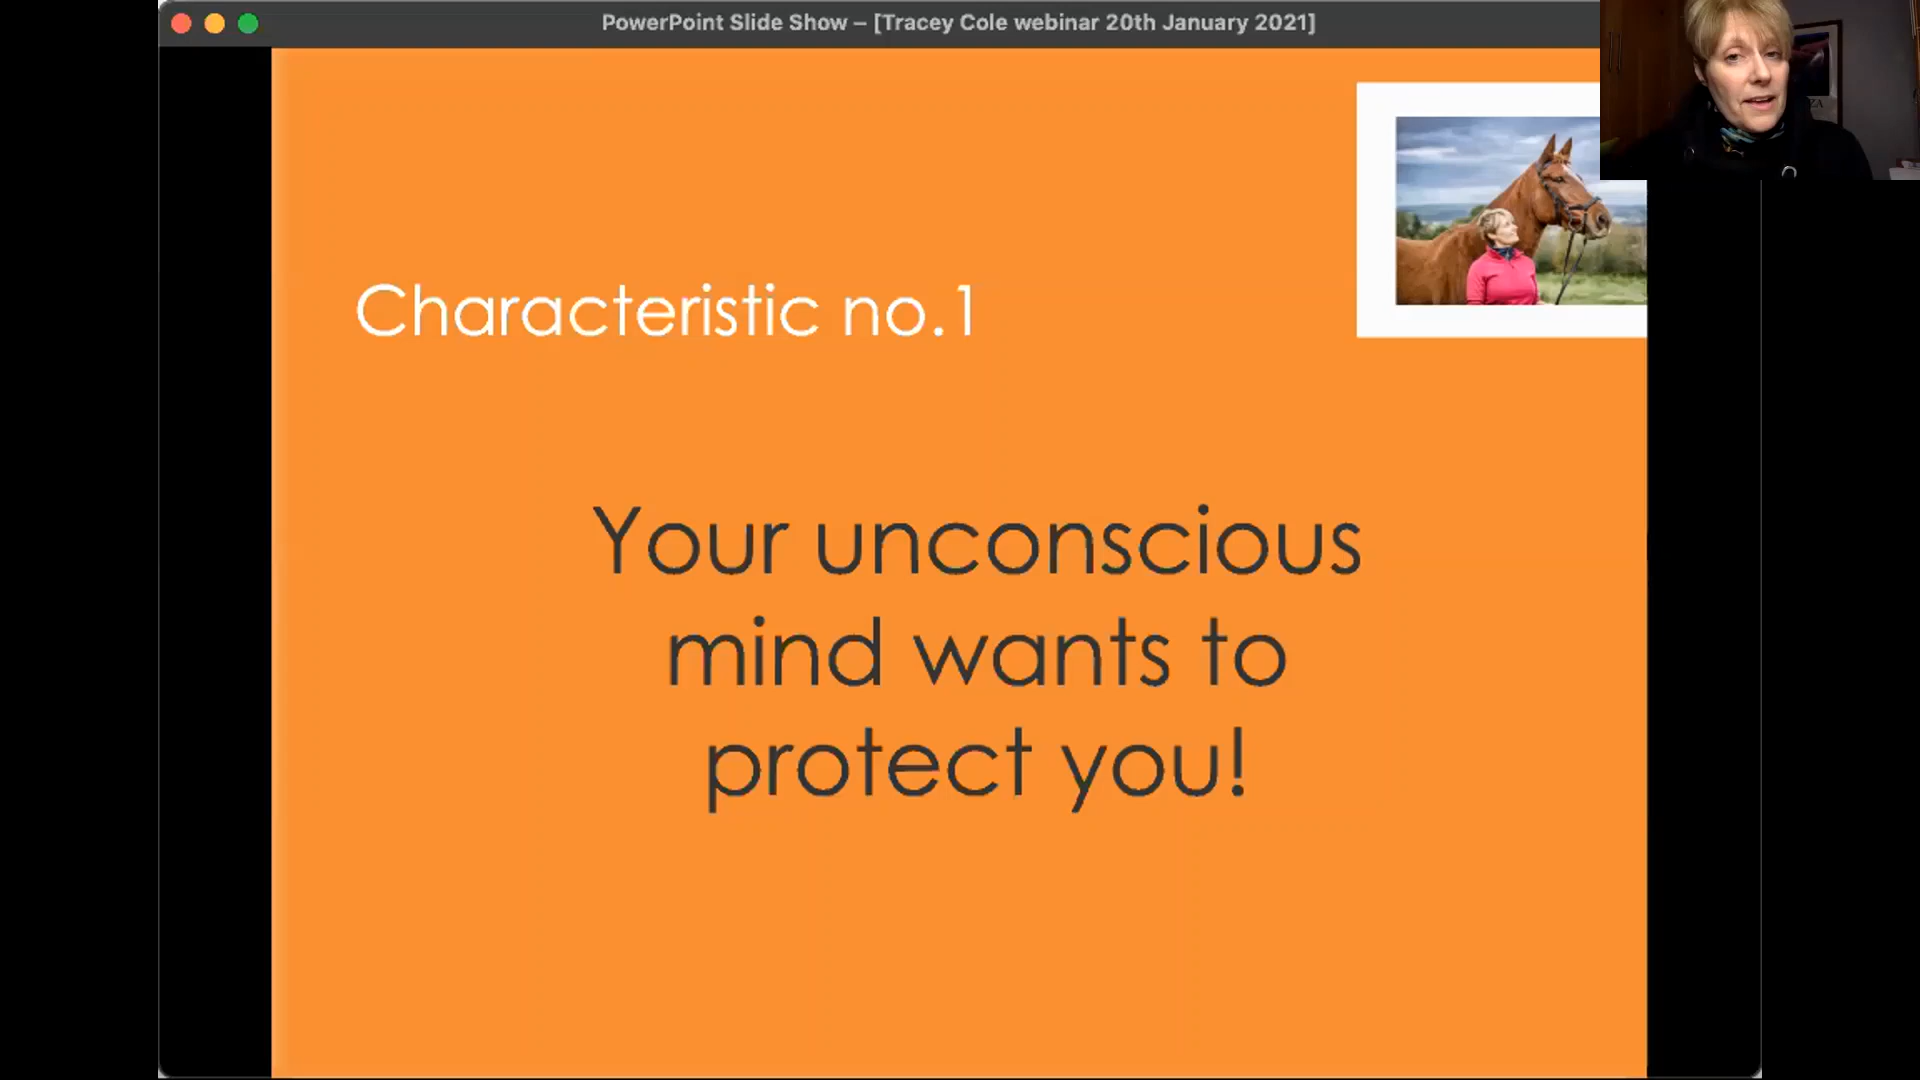 PowerPoint Slide Show – [Tracey Cole webinar 20th January 2021]
Characteristic no.1
Your unconscious
mind wants to
protect you!